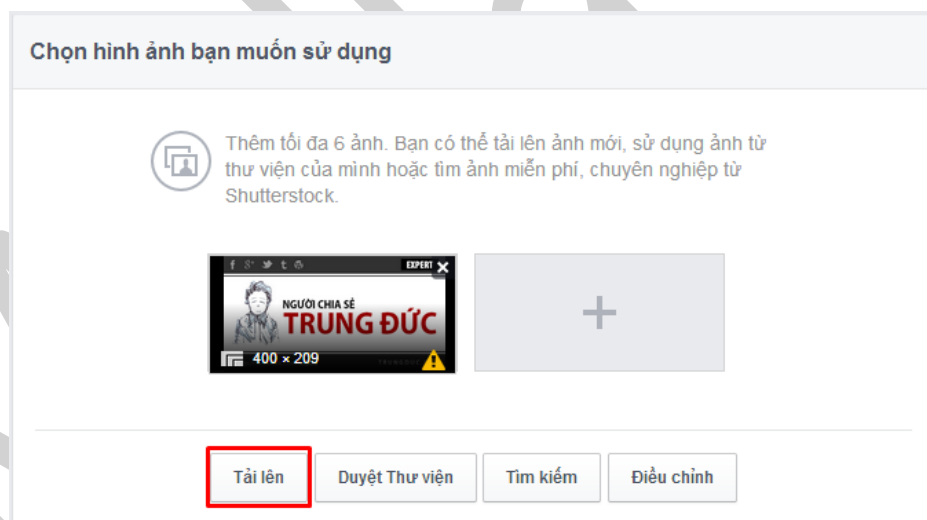 Chọn hình ảnh bạn muốn sử dụng
Thêm tối đa 6 ảnh. Bạn có thể tải lên ảnh mới, sử dụng ảnh từ
thư viện của mình hoặc tìm ảnh miễn phí, chuyên nghiệp từ
Shutterstock.
EXPERT
NGƯỜI CHIA SẺ
TRUNG ĐỨC
400 × 209
Tải lên Duyệt Thư viện Tìm kiếm Điều chỉnh